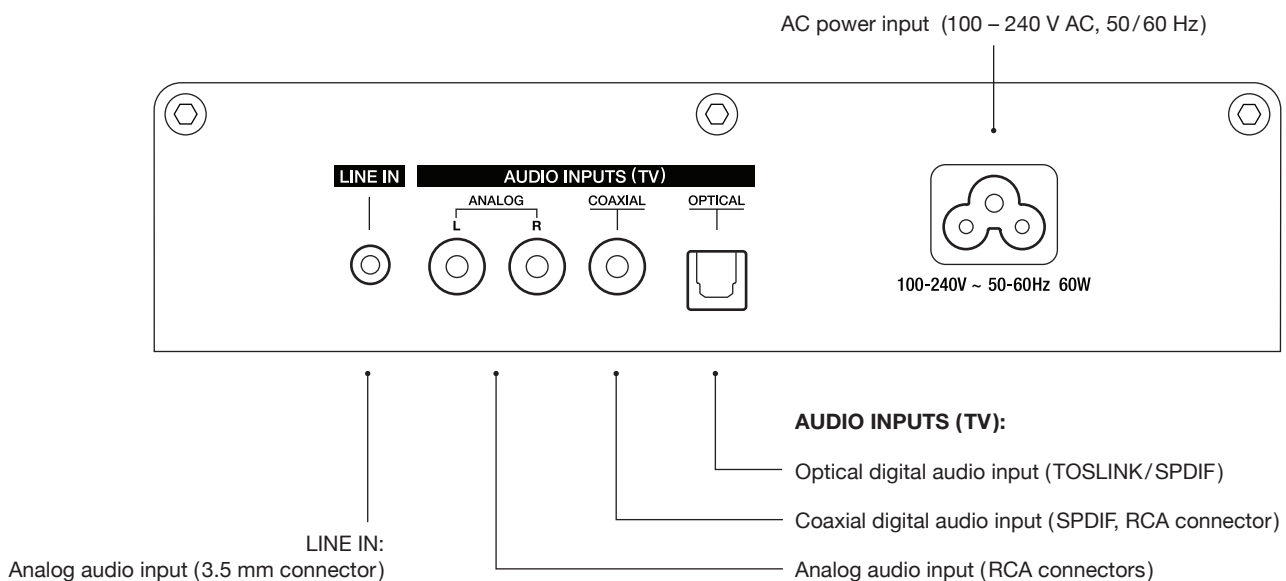 AC power input (100 – 240 V AC, 50/60 Hz)
LINE IN
AUDIO INPUTS (TV)
ANALOG
COAXIAL
OPTICAL
L
R
100-240V ~ 50-60Hz 60W
AUDIO INPUTS (TV):
Optical digital audio input (TOSLINK/SPDIF)
Coaxial digital audio input (SPDIF, RCA connector)
LINE IN:
Analog audio input (3.5 mm connector)
Analog audio input (RCA connectors)